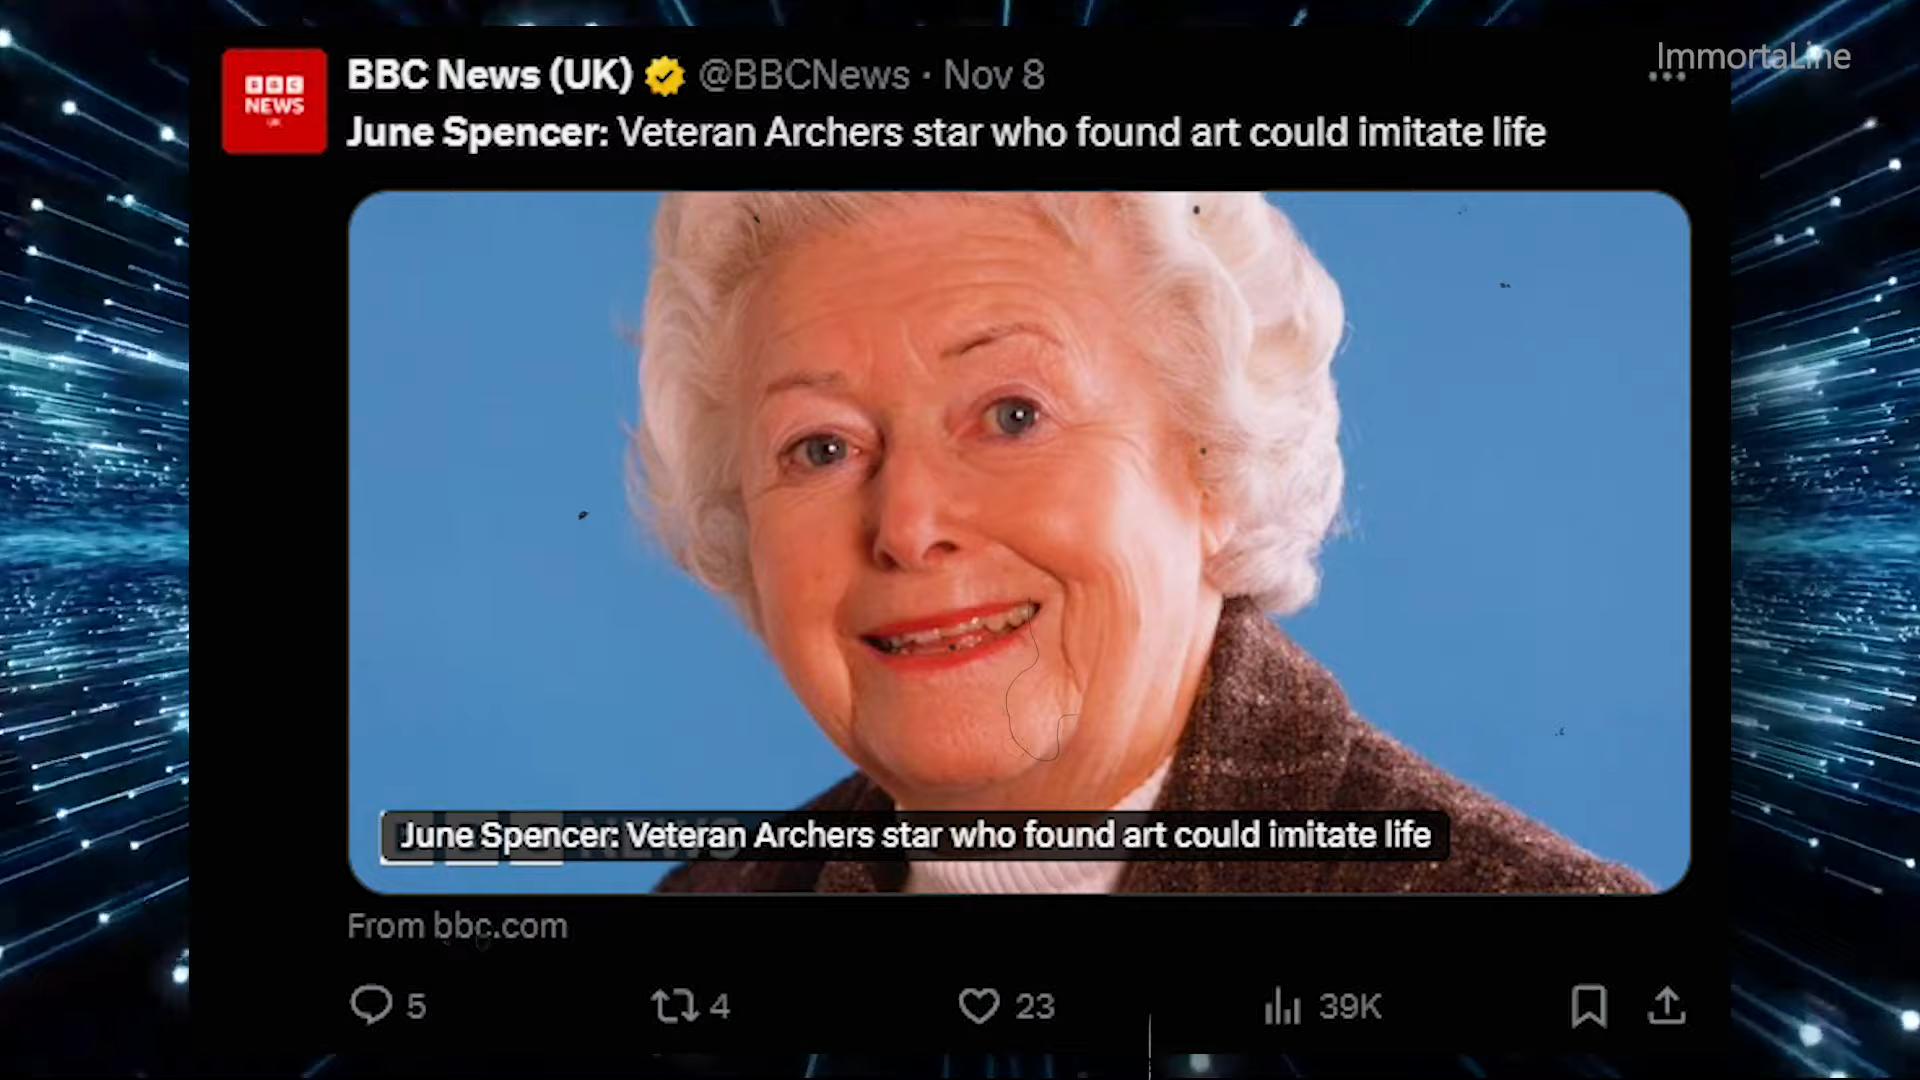 ImmortaLine
BBC NEWS UK
BBC News (UK) @BBCNews · Nov 8
June Spencer: Veteran Archers star who found art could imitate life
June Spencer: Veteran Archers star who found art could imitate life
From bbc.com
5 4 23 39K